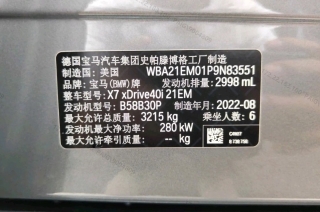 德国宝马汽车集团史帕滕博格工厂制造
制造国：美国 WBA21EM01P9N83551
品牌：宝马(BMW)牌 发动机排量：2998 mL
整车型号：X7 xDrive40i 21EM
发动机型号：B58B30P 制造年月：2022-08
最大允许总质量：3215 kg 乘坐人数：6
发动机最大净功率：280 kW
最大允许牵引质量：-- kg